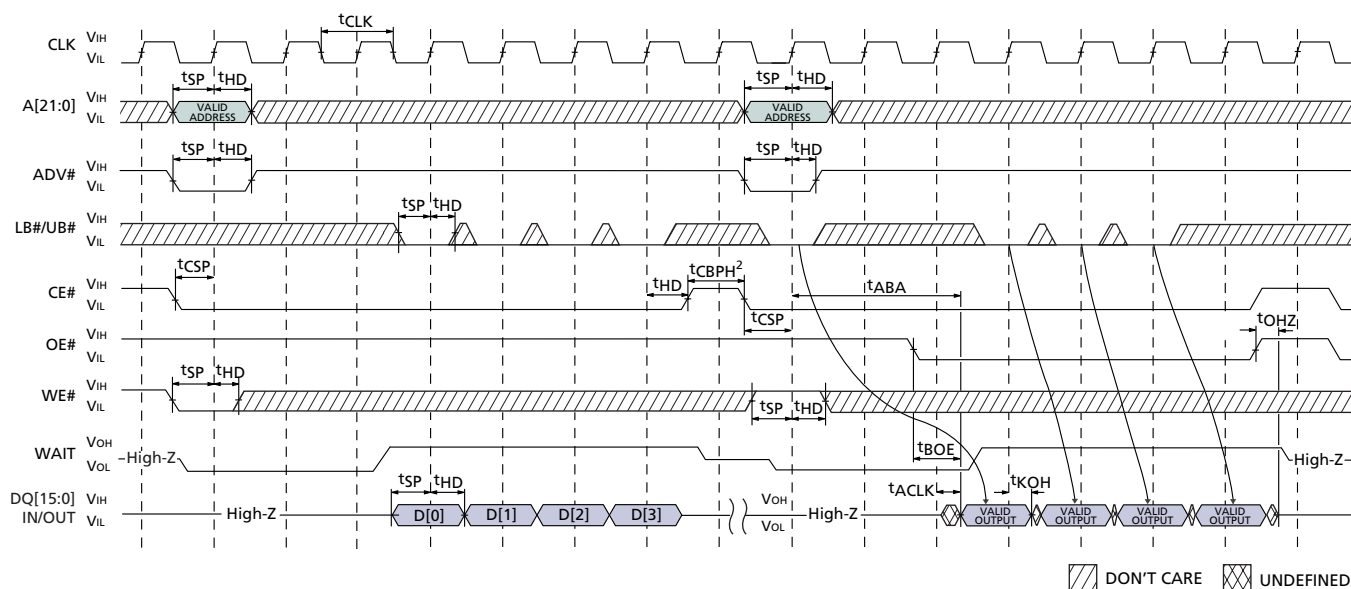 tCLK
CLK VIH
VIL
tSP tHD tSP tHD
A[21:0] VIH
VIL
VALID ADDRESS VALID ADDRESS
tSP tHD tSP tHD
ADV# VIH
VIL
tSP tHD
LB#/UB# VIH
VIL
tCSP tHD tCBPH2 tABA
CE# VIH
VIL
tCSP tOHZ
OE# VIH
VIL
tSP tHD
WE# VIH
VIL
tSP tHD
WAIT VOH
VOL
High-Z tBOE High-Z
tSP tHD tACLK tKOH
DQ[15:0] IN/OUT VIH
VIL
High-Z D[0] D[1] D[2] D[3] VOH
VOL
High-Z VALID OUTPUT VALID OUTPUT VALID OUTPUT VALID OUTPUT
DON'T CARE UNDEFINED